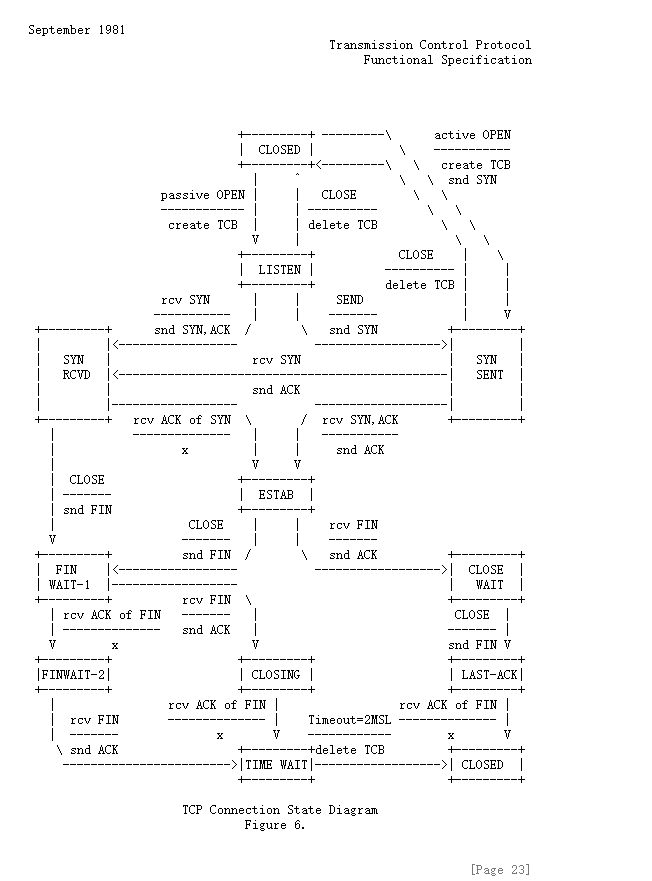 September 1981
Transmission Control Protocol
Functional Specification
+---------+ ---------\ active OPEN
| CLOSED | \ -----------
+---------+<---------\ \ create TCB
| ^ \ \ snd SYN
passive OPEN | | CLOSE \ \
------------ | | ---------- \ \
create TCB | | delete TCB \ \
V | \ \
+---------+ CLOSE | \
| LISTEN | ---------- | |
+---------+ delete TCB | |
rcv SYN | | SEND | |
----------- | | ------- | V
+---------+ snd SYN,ACK / \ snd SYN +---------+
| |<----------------- ------------------>| |
| SYN | rcv SYN | SYN |
| RCVD |<-----------------------------------------------| SENT |
| | snd ACK | |
| |------------------ -------------------| |
+---------+ rcv ACK of SYN \ / rcv SYN,ACK +---------+
| -------------- | | -----------
| x | | snd ACK
| V V
| CLOSE +---------+
| ------- | ESTAB |
| snd FIN +---------+
| CLOSE | | rcv FIN
V ------- | | -------
+---------+ snd FIN / \ snd ACK +---------+
| FIN |<----------------- ------------------>| CLOSE |
| WAIT-1 |------------------ | WAIT |
+---------+ rcv FIN \ +---------+
| rcv ACK of FIN ------- | CLOSE |
| -------------- snd ACK | ------- |
V x V snd FIN V
+---------+ +---------+ +---------+
|FINWAIT-2| | CLOSING | | LAST-ACK|
+---------+ +---------+ +---------+
| rcv ACK of FIN | rcv ACK of FIN |
| rcv FIN -------------- | Timeout=2MSL -------------- |
| ------- x V ------------ x V
\ snd ACK +---------+delete TCB +---------+
------------------------>|TIME WAIT|------------------>| CLOSED |
+---------+ +---------+
TCP Connection State Diagram
Figure 6.
[Page 23]